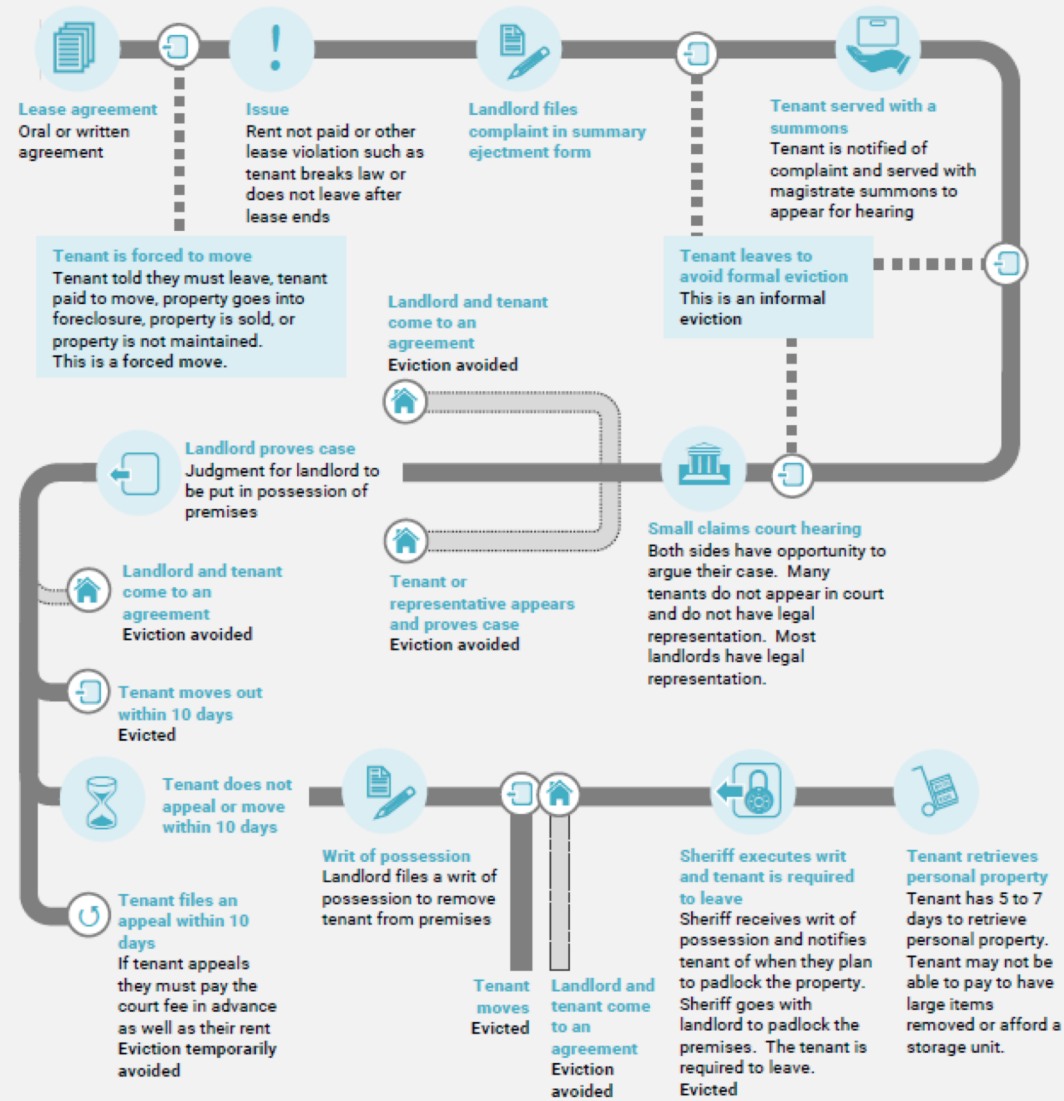 Lease agreement
Oral or written
agreement
Issue
Rent not paid or other
lease violation such as
tenant breaks law or
does not leave after
lease ends
Landlord files
complaint in summary
ejectment form
Tenant served with a
summons
Tenant is notified of
complaint and served with
magistrate summons to
appear for hearing
Tenant is forced to move
Tenant told they must leave, tenant
paid to move, property goes into
foreclosure, property is sold, or
property is not maintained.
This is a forced move.
Tenant leaves to
avoid formal eviction
This is an informal
eviction
Landlord and tenant
come to an
agreement
Eviction avoided
Landlord proves case
Judgment for landlord to
be put in possession of
premises
Small claims court hearing
Both sides have opportunity to
argue their case. Many
tenants do not appear in court
and do not have legal
representation. Most
landlords have legal
representation.
Tenant or
representative appears
and proves case
Eviction avoided
Landlord and tenant
come to an
agreement
Eviction avoided
Tenant moves out
within 10 days
Evicted
Tenant does not
appeal or move
within 10 days
Tenant files an
appeal within 10
days
If tenant appeals
they must pay the
court fee in advance
as well as their rent
Eviction temporarily
avoided
Writ of possession
Landlord files a writ of
possession to remove
tenant from premises
Tenant
moves
Evicted
Landlord and
tenant come
to an
agreement
Eviction
avoided
Sheriff executes writ
and tenant is required
to leave
Sheriff receives writ of
possession and notifies
tenant of when they plan
to padlock the property.
Sheriff goes with
landlord to padlock the
premises. The tenant is
required to leave.
Evicted
Tenant retrieves
personal property
Tenant has 5 to 7
days to retrieve
personal property.
Tenant may not be
able to pay to have
large items
removed or afford a
storage unit.